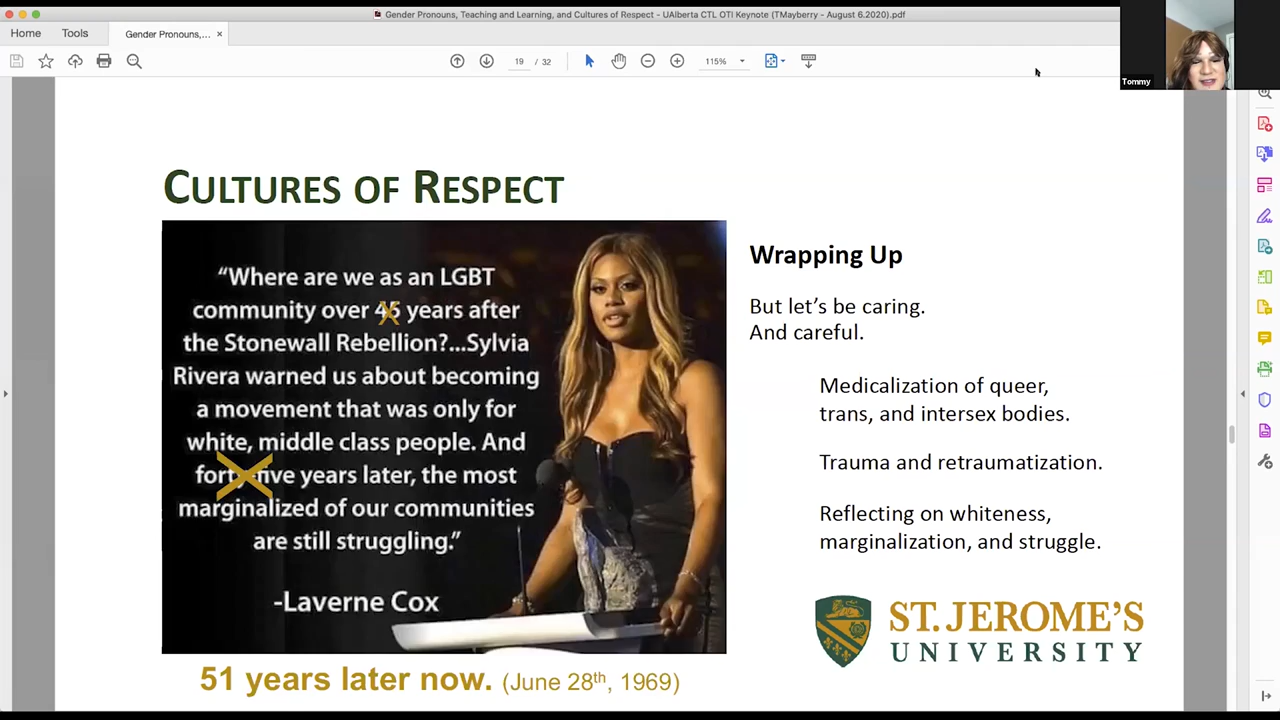 Gender Pronouns, Teaching and Learning, and Cultures of Respect - UAlberta CTL OTI Keynote (TMayberry - August 6.2020).pdf
Home
Tools
Gender Pronouns,...
19 / 32
115%
Tommy
CULTURES OF RESPECT
“Where are we as an LGBT
community over 45 years after
the Stonewall Rebellion?...Sylvia
Rivera warned us about becoming
a movement that was only for
white, middle class people. And
forty-five years later, the most
marginalized of our communities
are still struggling.”
-Laverne Cox
51 years later now. (June 28th, 1969)
Wrapping Up
But let’s be caring.
And careful.
Medicalization of queer,
trans, and intersex bodies.
Trauma and retraumatization.
Reflecting on whiteness,
marginalization, and struggle.
ST. JEROME’S
UNIVERSITY